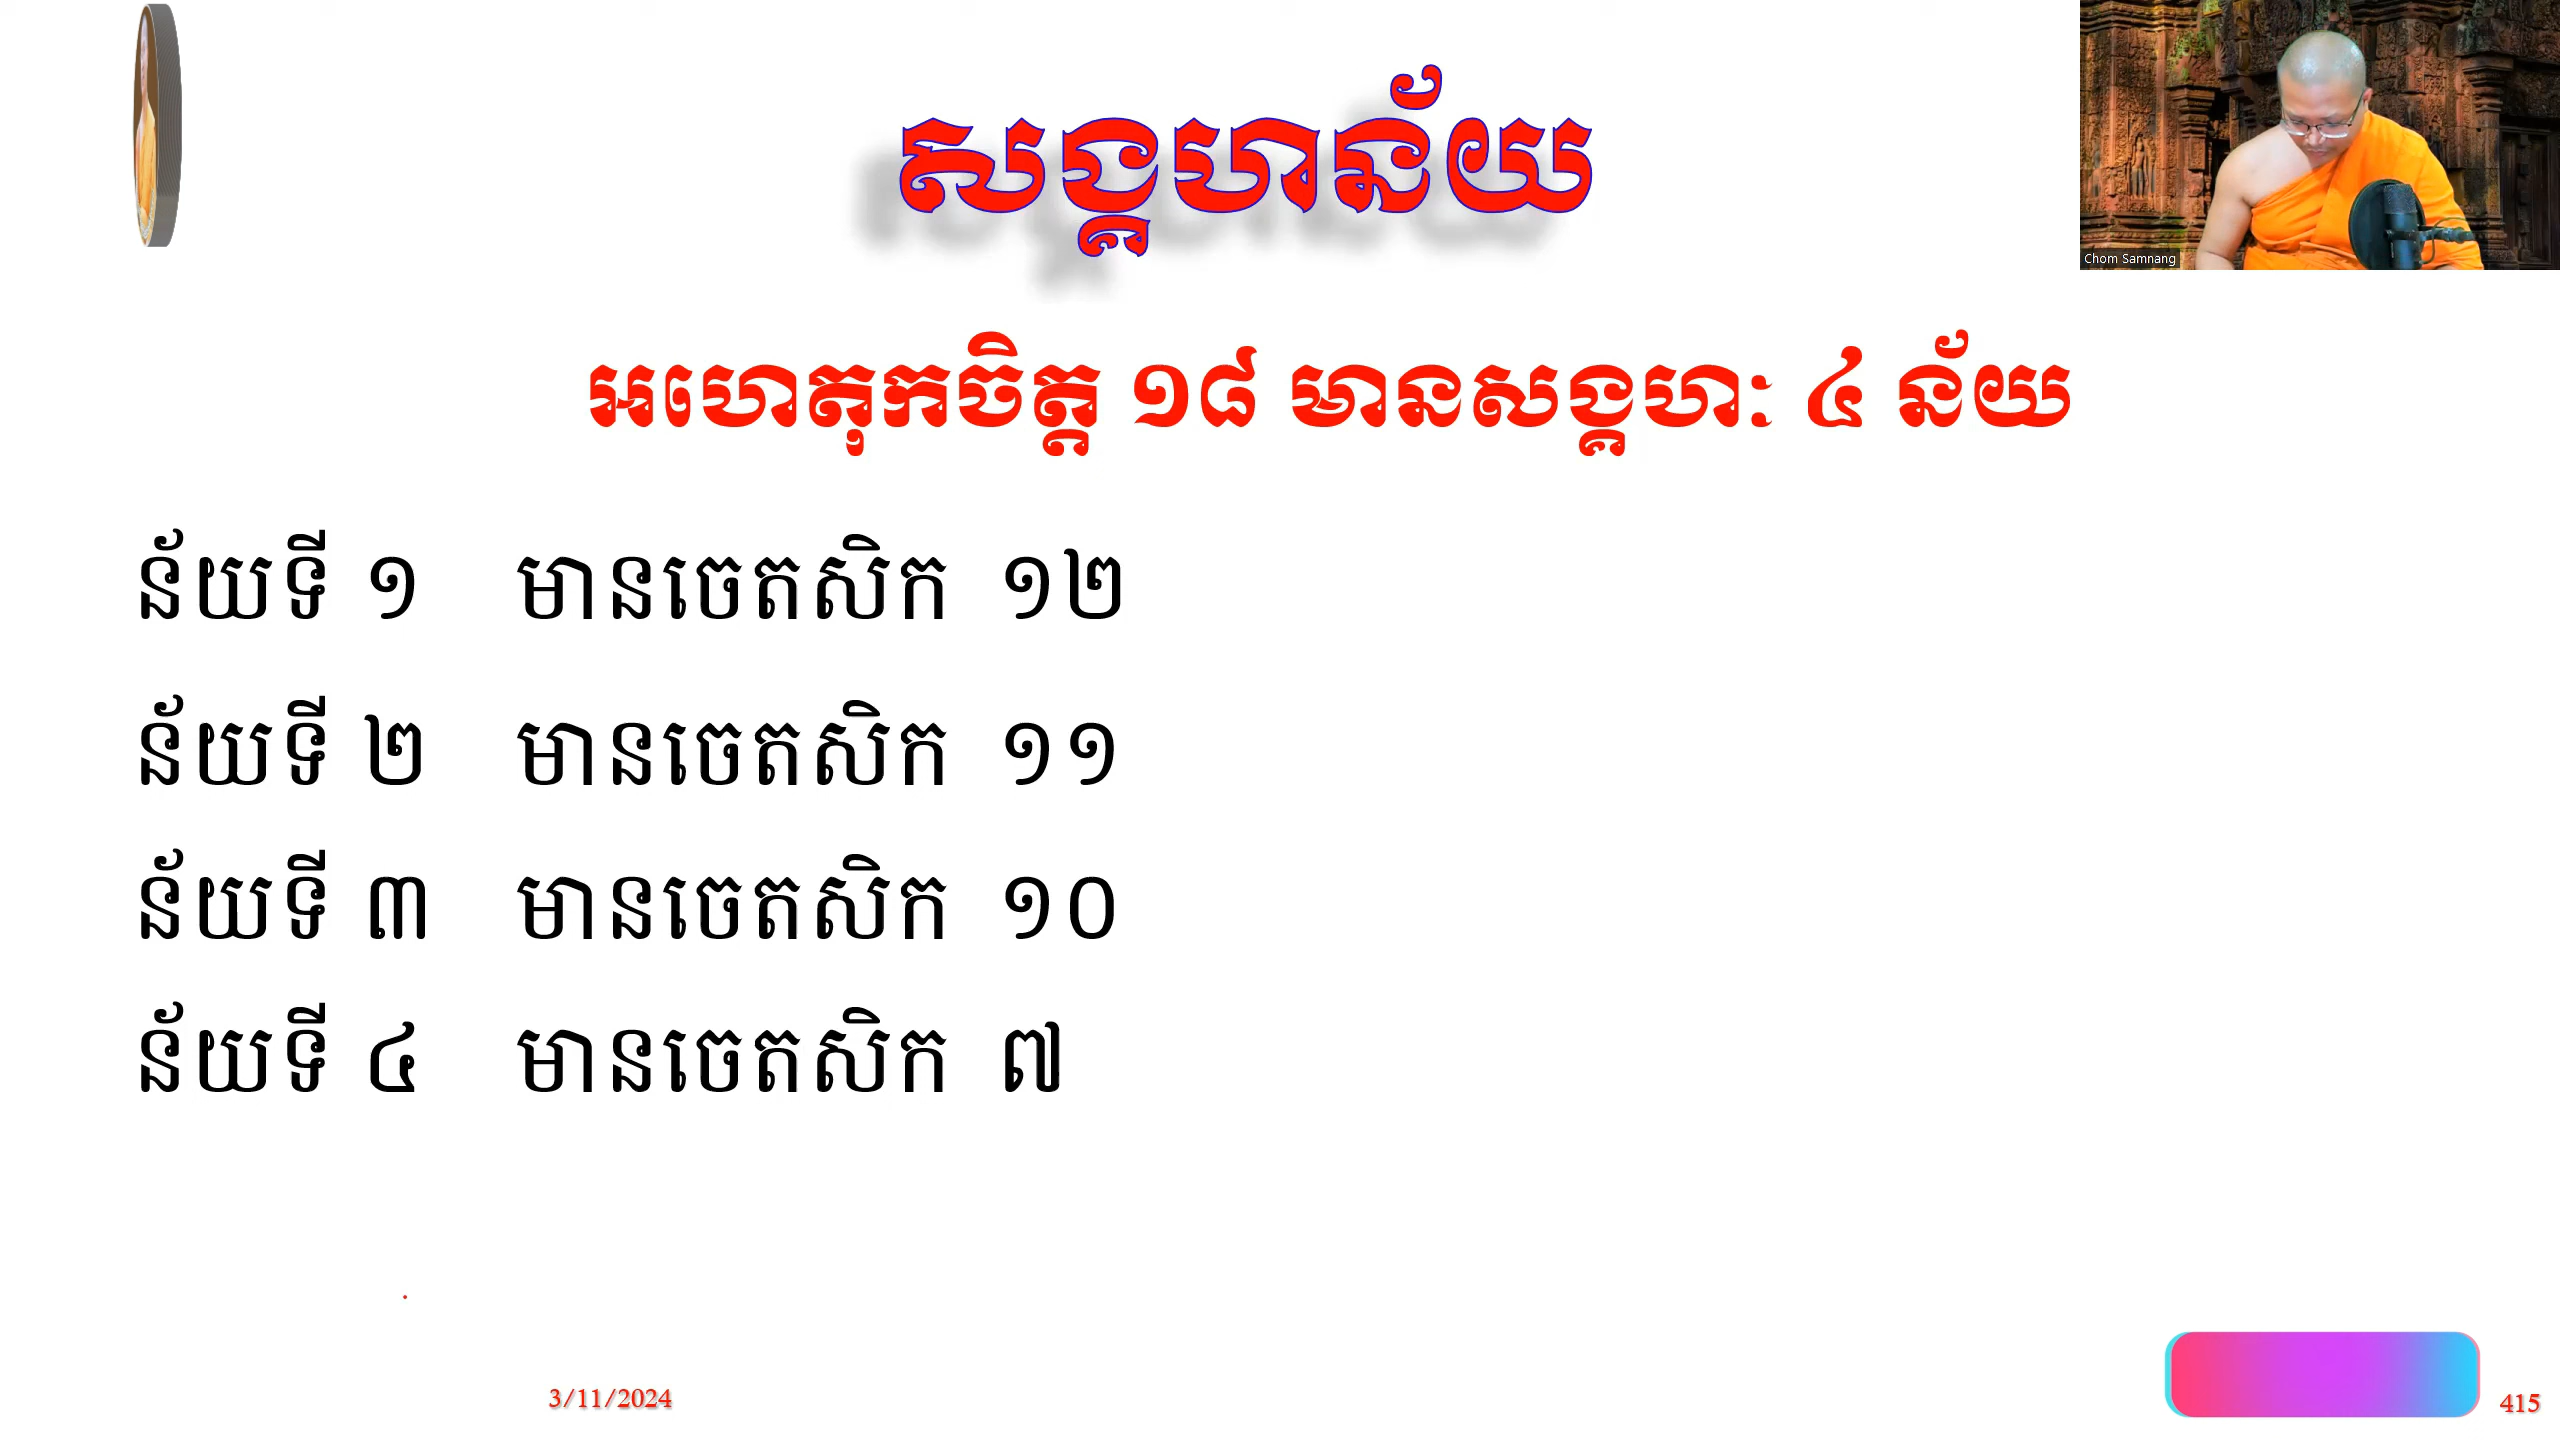 សង្គហន័យ
Chom Samnang
អហេតុកចិត្ត ១៨ មានសង្គហៈ ៤ ន័យ
ន័យទី ១ មានចេតសិក ១២
ន័យទី ២ មានចេតសិក ១១
ន័យទី ៣ មានចេតសិក ១០
ន័យទី ៤ មានចេតសិក ៧
3/11/2024
415